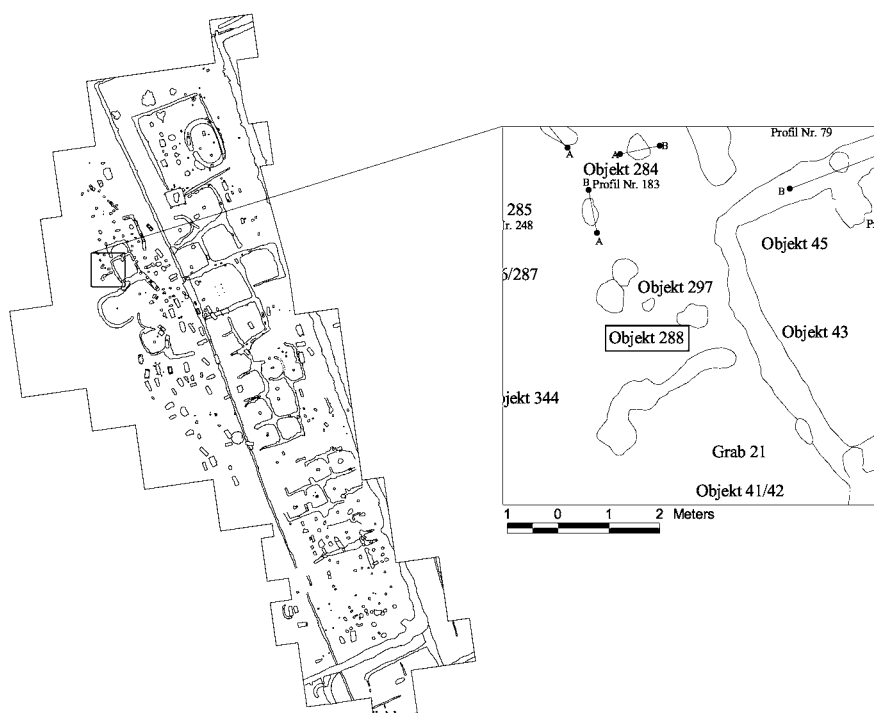 Profil Nr. 79
A B
A
Objekt 284
B Profil Nr. 183
B
285
r. 248
A
Objekt 45
/287
Objekt 297
Objekt 288
Objekt 43
jekt 344
Grab 21
Objekt 41/42
1 0 1 2 Meters